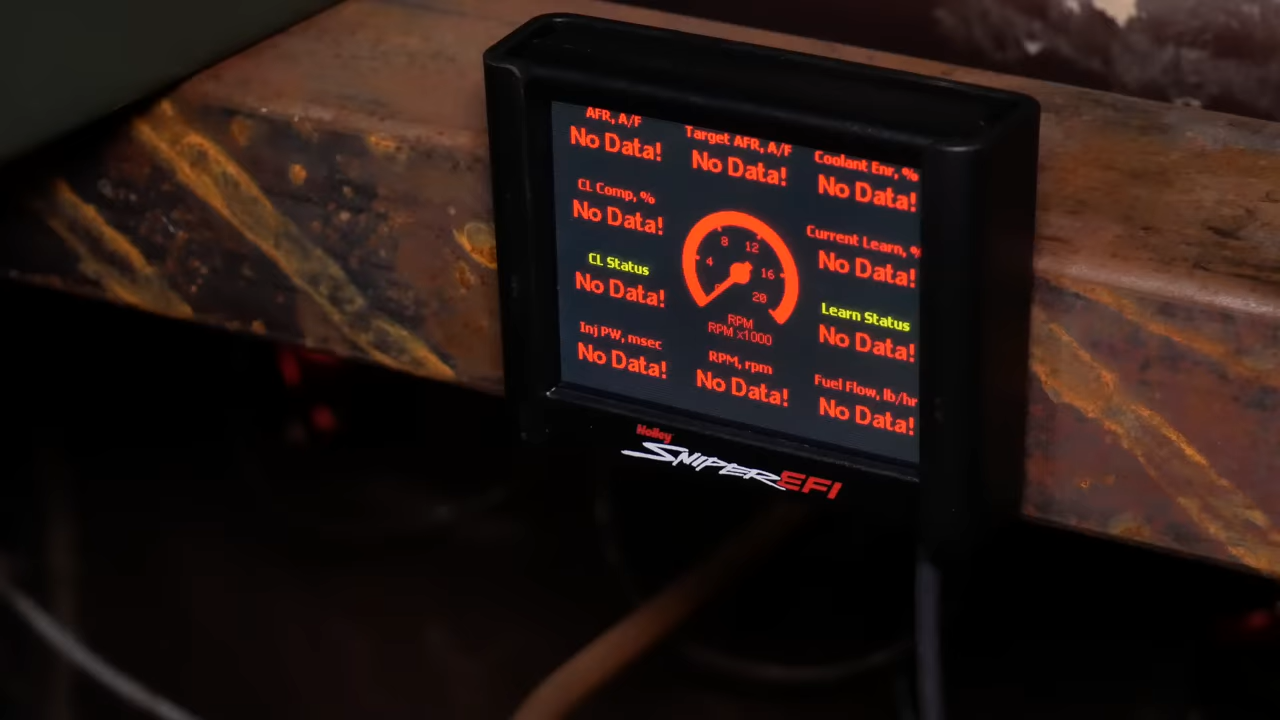 AFR, A/F
No Data!
Target AFR, A/F
No Data!
Coolant Enr, %
No Data!
CL Comp, %
No Data!
Current Learn, %
No Data!
CL Status
No Data!
4
8
12
16
20
RPM
RPM x1000
Learn Status
No Data!
Inj PW, msec
No Data!
RPM, rpm
No Data!
Fuel Flow, lb/hr
No Data!
Holley
SNIPER EFI